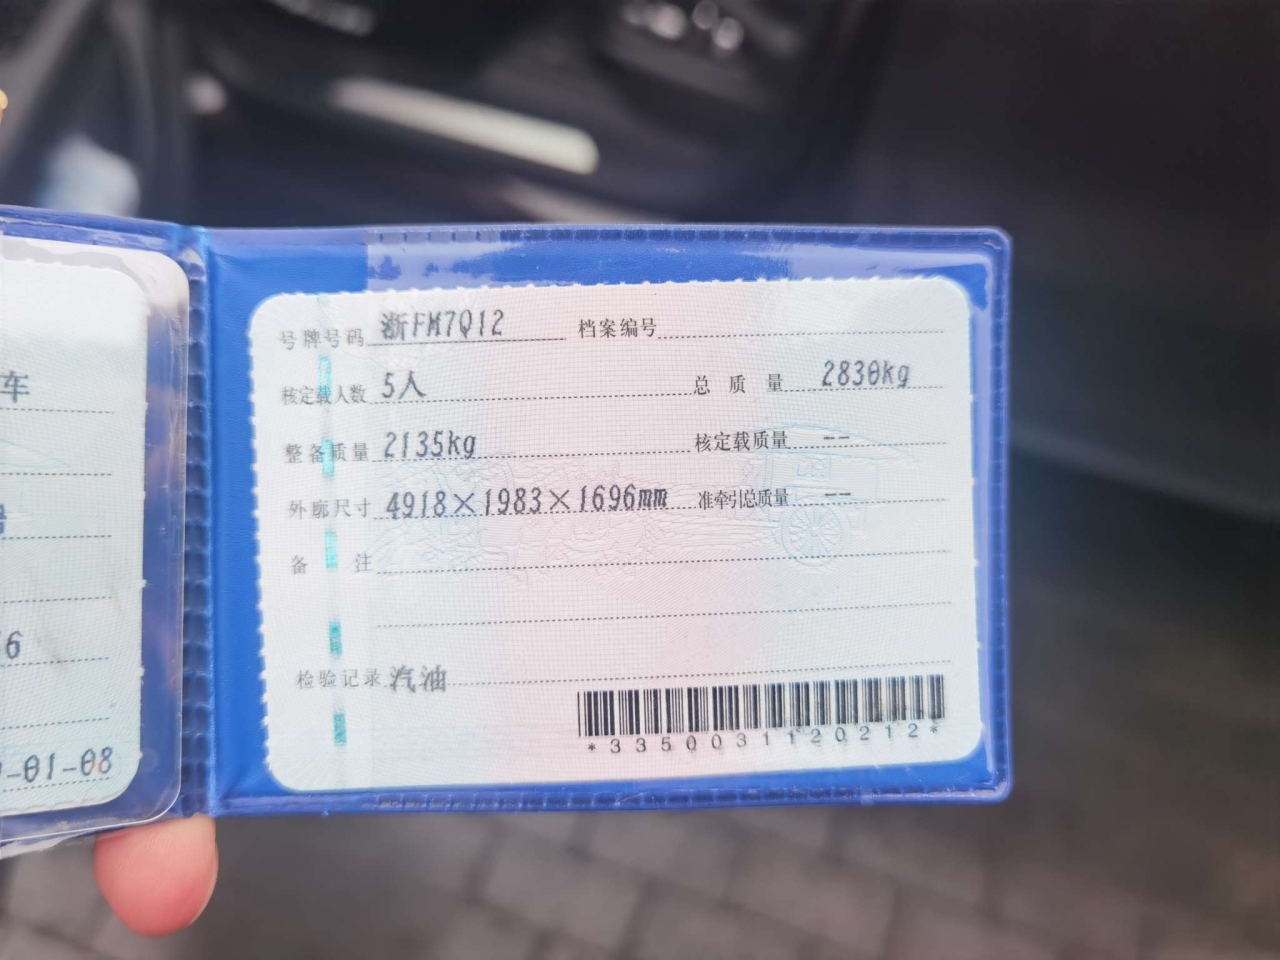 车
6
-01-08
号牌号码 浙FM7Q12 档案编号
核定载人数 5人 总质量 2830kg
整备质量 2135kg 核定载质量 --
外廓尺寸 4918×1983×1696mm 准牵引总质量 --
备注
检验记录 汽油
*3350031120212*